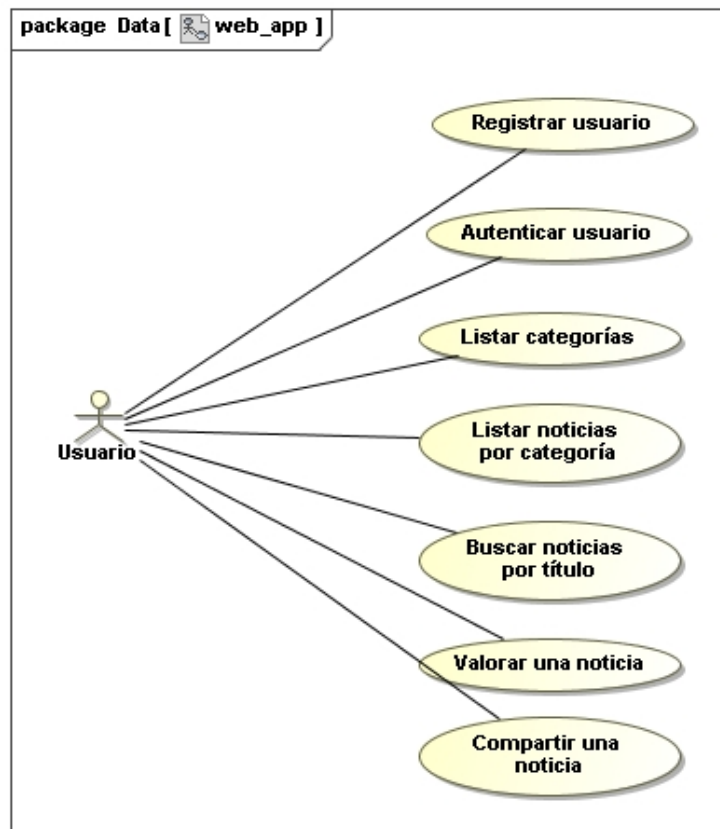 package Data [ web_app ]
Registrar usuario
Autenticar usuario
Listar categorías
Listar noticias
por categoría
Usuario
Buscar noticias
por título
Valorar una noticia
Compartir una
noticia